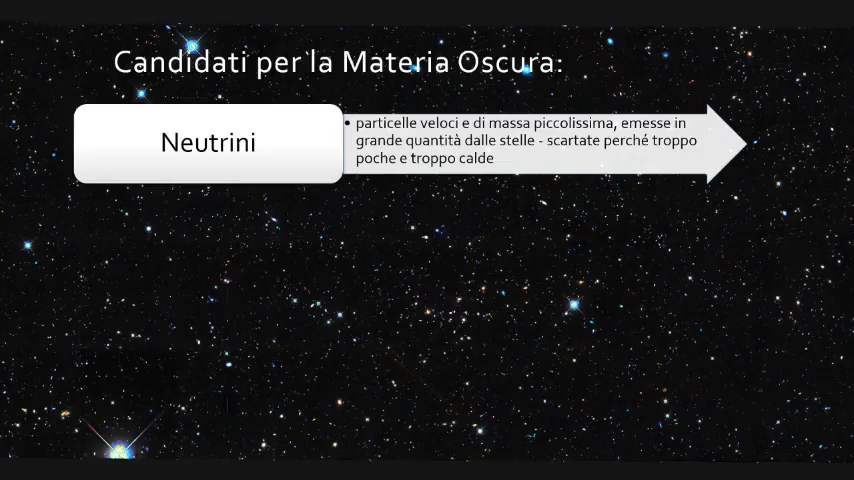 Candidati per la Materia Oscura:
Neutrini
• particelle veloci e di massa piccolissima, emesse in
grande quantità dalle stelle - scartate perché troppo
poche e troppo calde